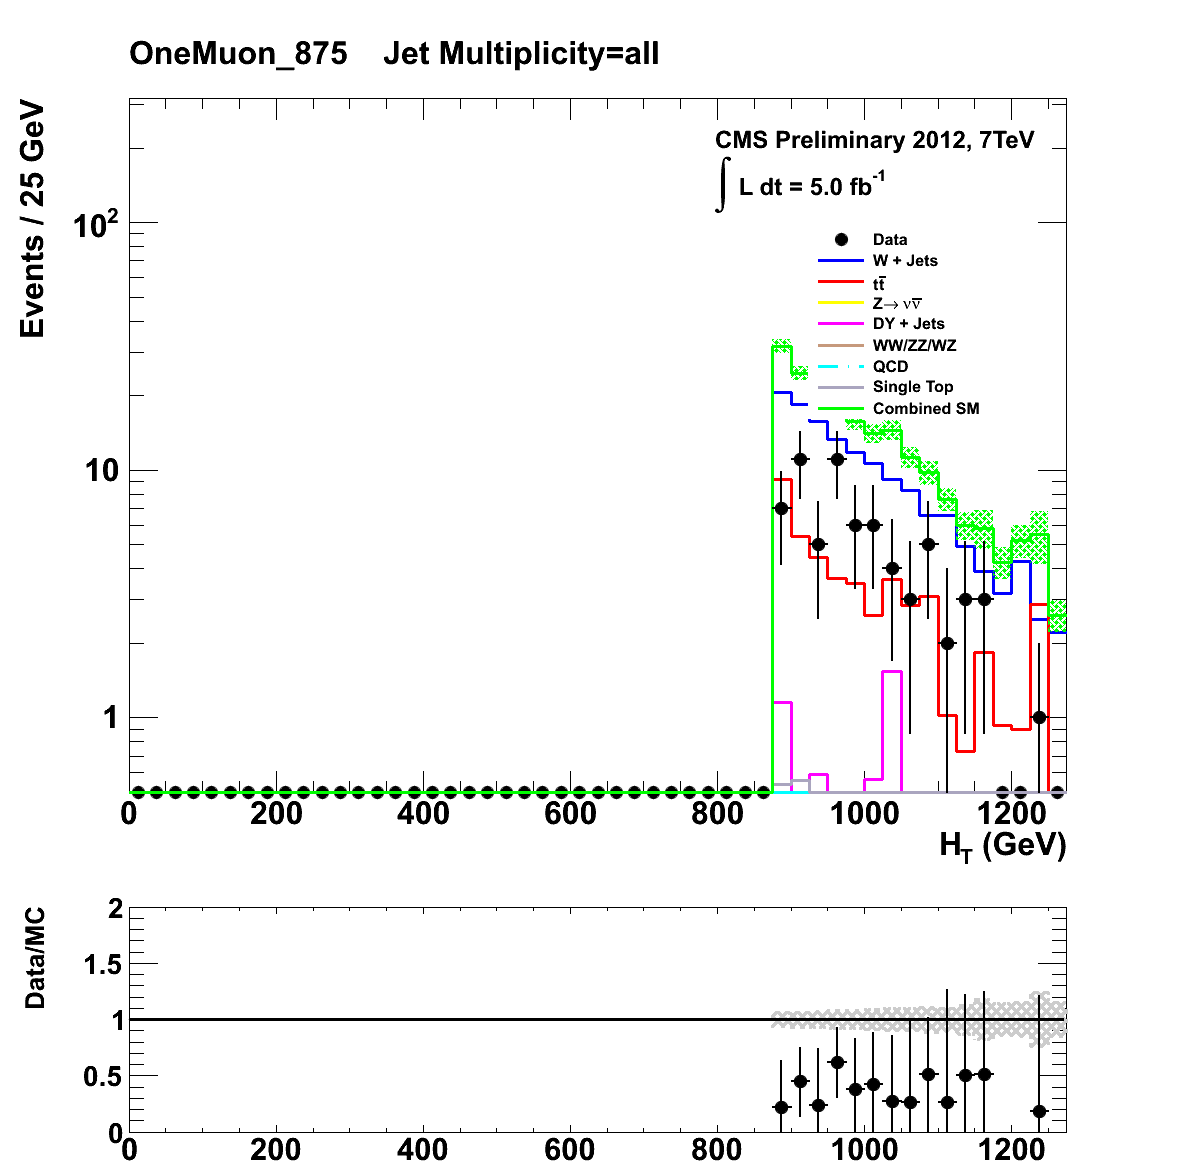 OneMuon_875 Jet Multiplicity=all
Events / 25 GeV
CMS Preliminary 2012, 7TeV
∫ L dt = 5.0 fb⁻¹
Data
W + Jets
tt̅
Z→ νν̅
DY + Jets
WW/ZZ/WZ
QCD
Single Top
Combined SM
10²
10
1
0 200 400 600 800 1000 1200
H_T (GeV)
Data/MC
2
1.5
1
0.5
0
0 200 400 600 800 1000 1200